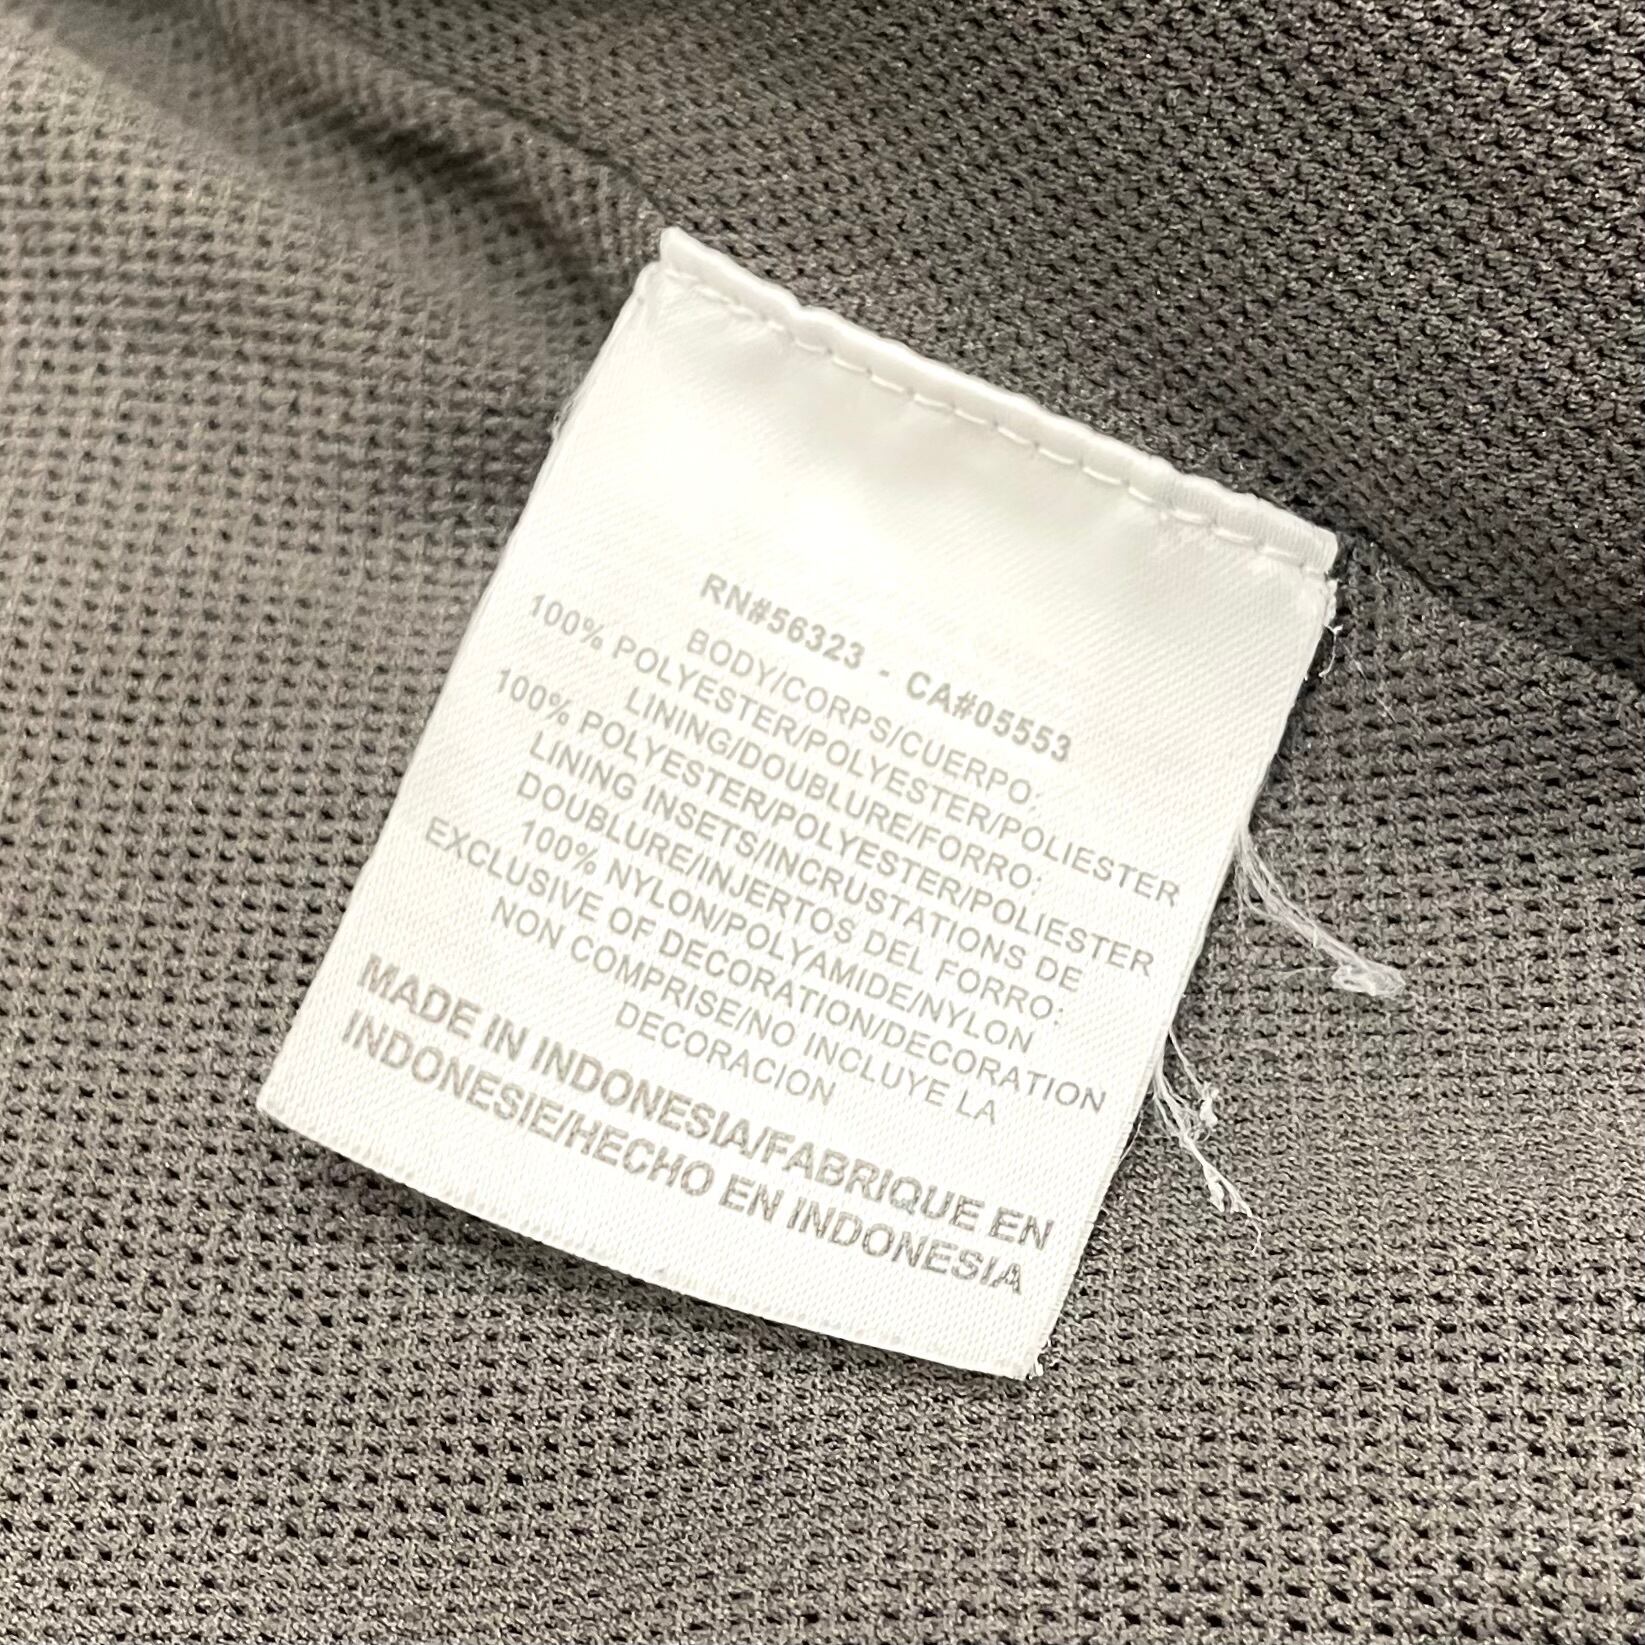 RN#56323 - CA#05553
BODY/CORPS/CUERPO:
100% POLYESTER/POLYESTER/POLIESTER
LINING/DOUBLURE/FORRO:
100% POLYESTER/POLYESTER/POLIESTER
LINING INSETS/INCRUSTATIONS DE
DOUBLURE/INJERTOS DEL FORRO:
100% NYLON/POLYAMIDE/NYLON
EXCLUSIVE OF DECORATION/DECORATION
NON COMPRISE/NO INCLUYE LA
DECORACION
MADE IN INDONESIA/FABRIQUE EN
INDONESIE/HECHO EN INDONESIA